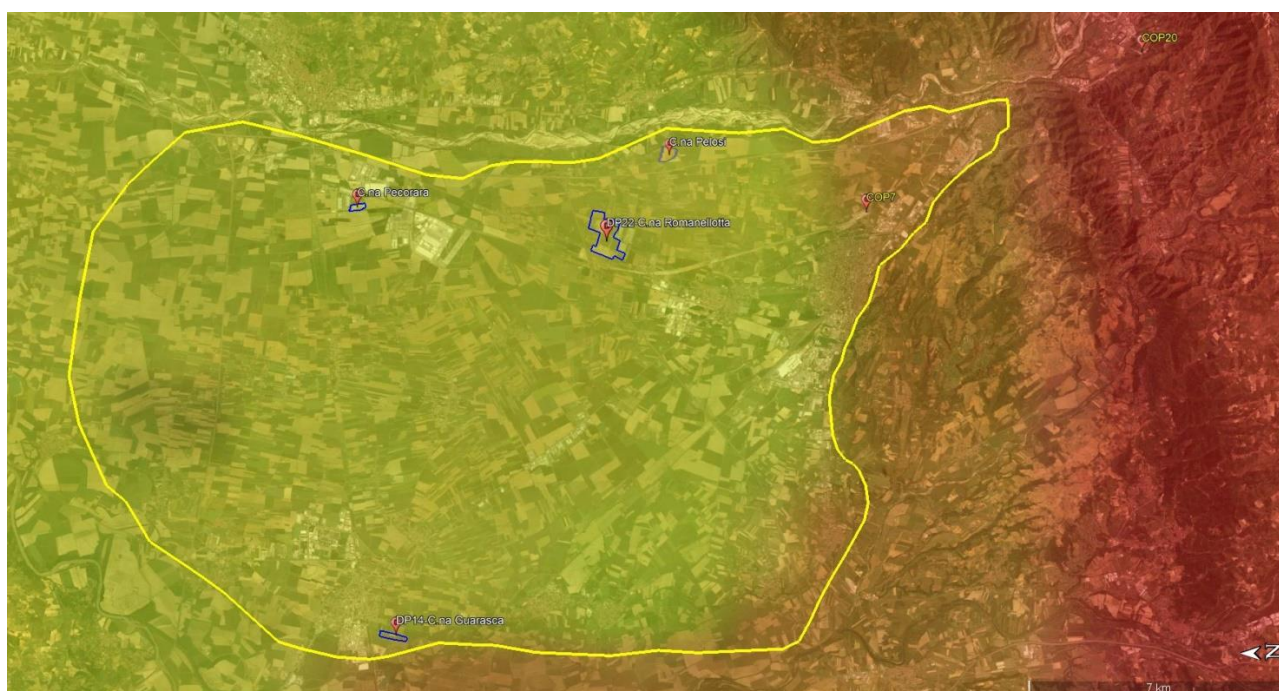 COP20
C.na Pelosi
C.na Pecorara
COP7
DP22-C.na Romanellotta
DP14-C.na Guarasca
N
7 km